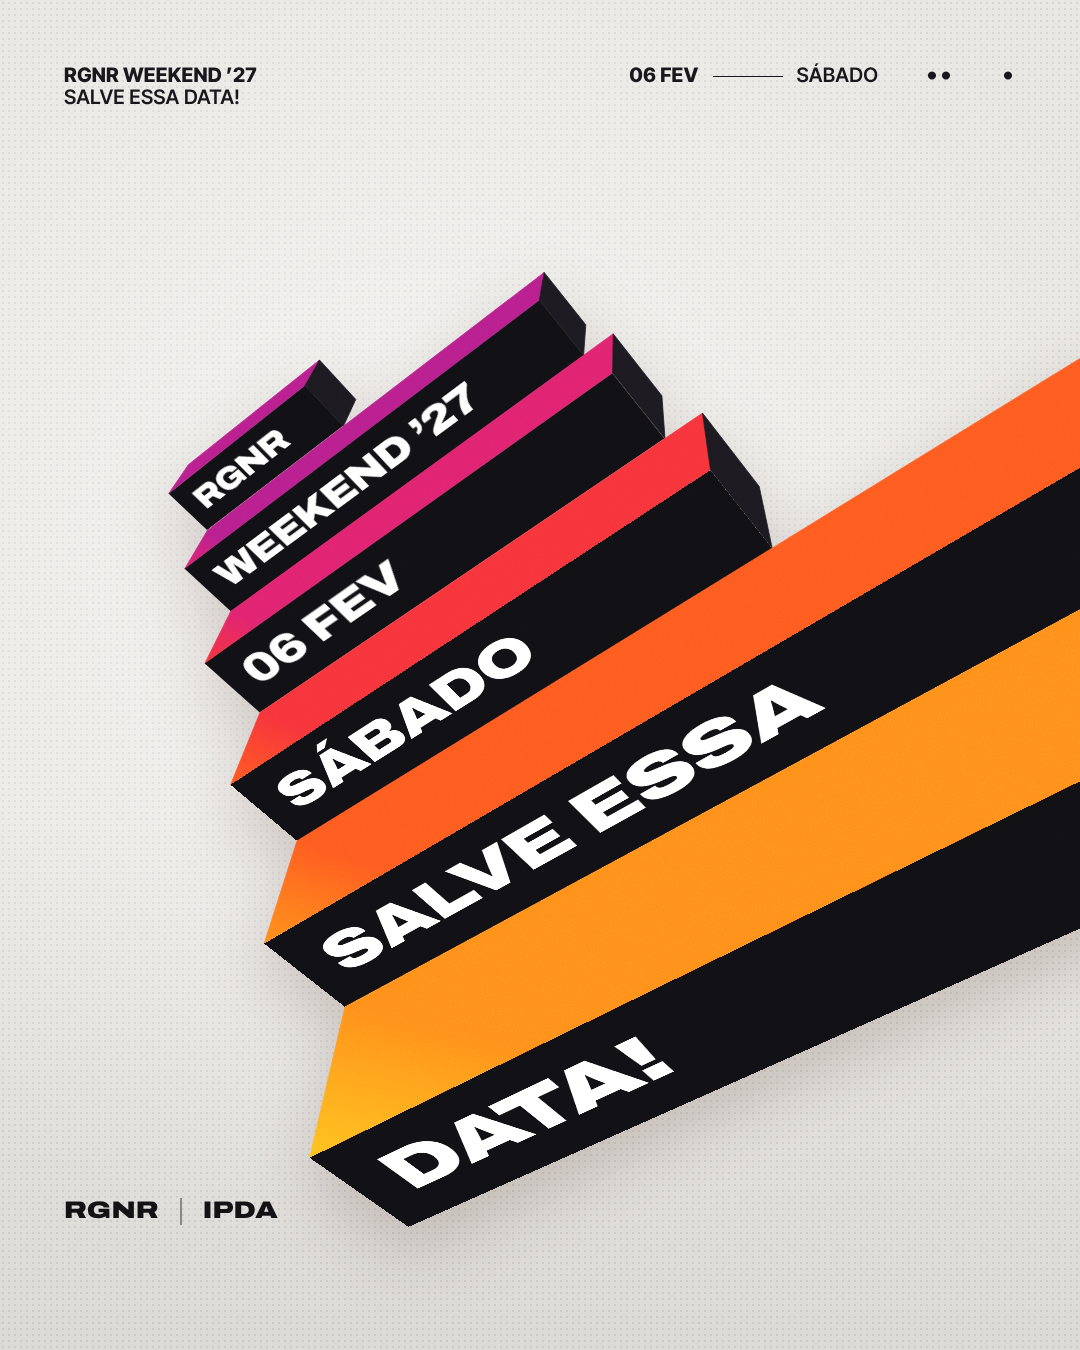 RGNR WEEKEND ’27
SALVE ESSA DATA!
06 FEV
SÁBADO
RGNR
WEEKEND ’27
06 FEV
SÁBADO
SALVE ESSA
DATA!
RGNR | IPDA